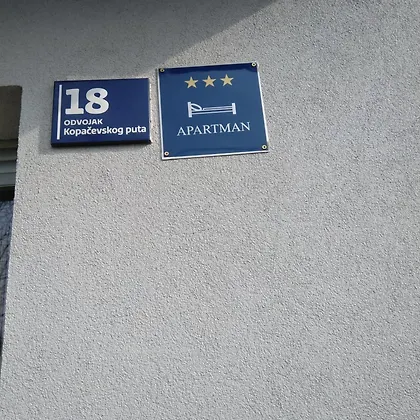 18
ODVOJAK
Kopačevskog puta
APARTMAN